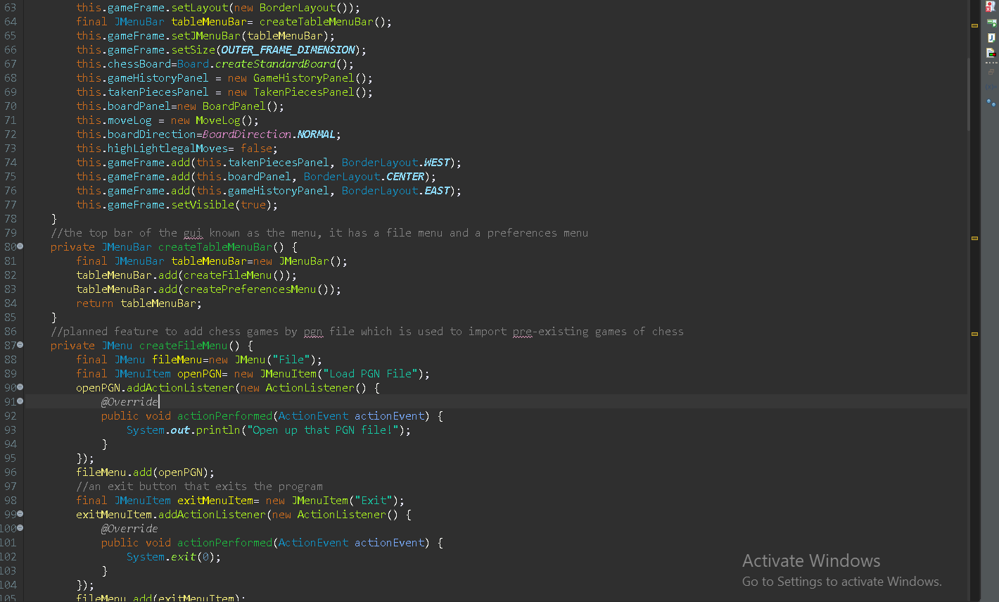 63 this.gameFrame.setLayout(new BorderLayout());
64 final JMenuBar tableMenuBar= createTableMenuBar();
65 this.gameFrame.setJMenuBar(tableMenuBar);
66 this.gameFrame.setSize(OUTER_FRAME_DIMENSION);
67 this.chessBoard=Board.createStandardBoard();
68 this.gameHistoryPanel = new GameHistoryPanel();
69 this.takenPiecesPanel = new TakenPiecesPanel();
70 this.boardPanel=new BoardPanel();
71 this.moveLog = new MoveLog();
72 this.boardDirection=BoardDirection.NORMAL;
73 this.highLightlegalMoves= false;
74 this.gameFrame.add(this.takenPiecesPanel, BorderLayout.WEST);
75 this.gameFrame.add(this.boardPanel, BorderLayout.CENTER);
76 this.gameFrame.add(this.gameHistoryPanel, BorderLayout.EAST);
77 this.gameFrame.setVisible(true);
78 }
79 //the top bar of the gui known as the menu, it has a file menu and a preferences menu
80 private JMenuBar createTableMenuBar() {
81 final JMenuBar tableMenuBar=new JMenuBar();
82 tableMenuBar.add(createFileMenu());
83 tableMenuBar.add(createPreferencesMenu());
84 return tableMenuBar;
85 }
86 //planned feature to add chess games by pgn file which is used to import pre-existing games of chess
87 private JMenu createFileMenu() {
88 final JMenu fileMenu=new JMenu("File");
89 final JMenuItem openPGN= new JMenuItem("Load PGN File");
90 openPGN.addActionListener(new ActionListener() {
91 @Override
92 public void actionPerformed(ActionEvent actionEvent) {
93 System.out.println("Open up that PGN file!");
94 }
95 });
96 fileMenu.add(openPGN);
97 //an exit button that exits the program
98 final JMenuItem exitMenuItem= new JMenuItem("Exit");
99 exitMenuItem.addActionListener(new ActionListener() {
100 @Override
101 public void actionPerformed(ActionEvent actionEvent) {
102 System.exit(0);
103 }
104 });
105 fileMenu.add(exitMenuItem);
Activate Windows
Go to Settings to activate Windows.